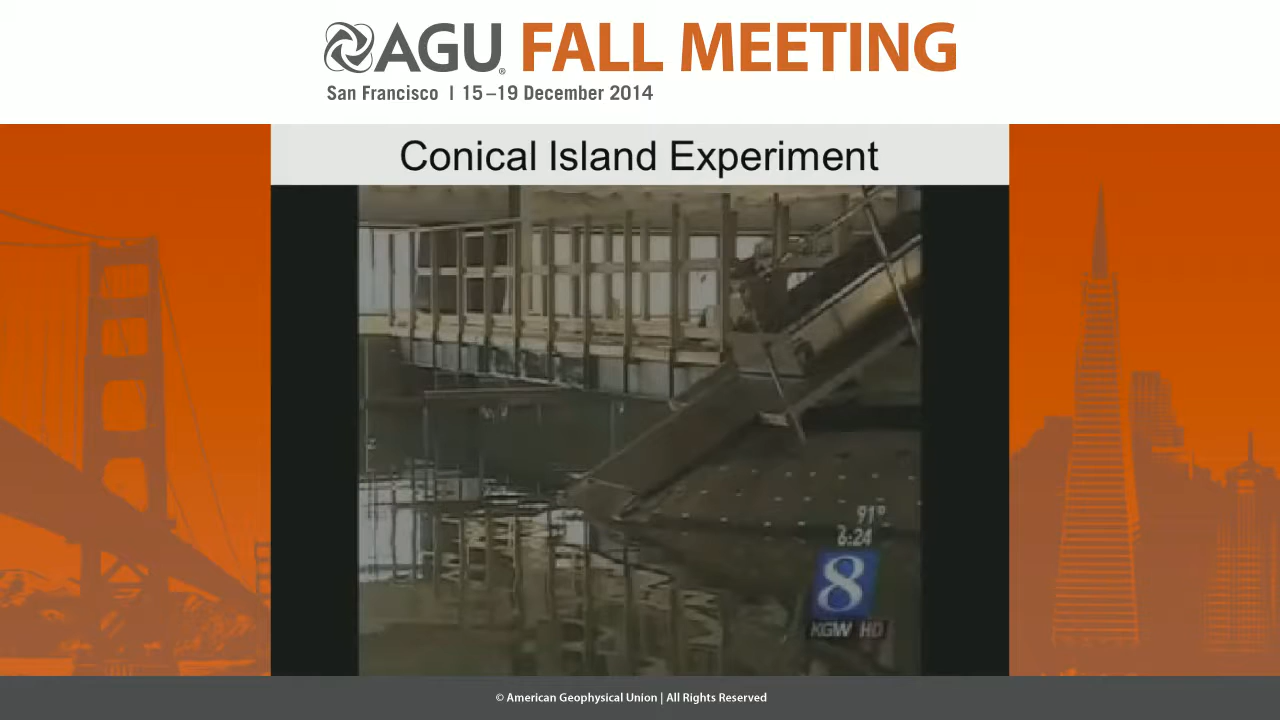 AGU® FALL MEETING
San Francisco | 15–19 December 2014
Conical Island Experiment
91°
6:24
8
KGW HD
© American Geophysical Union | All Rights Reserved